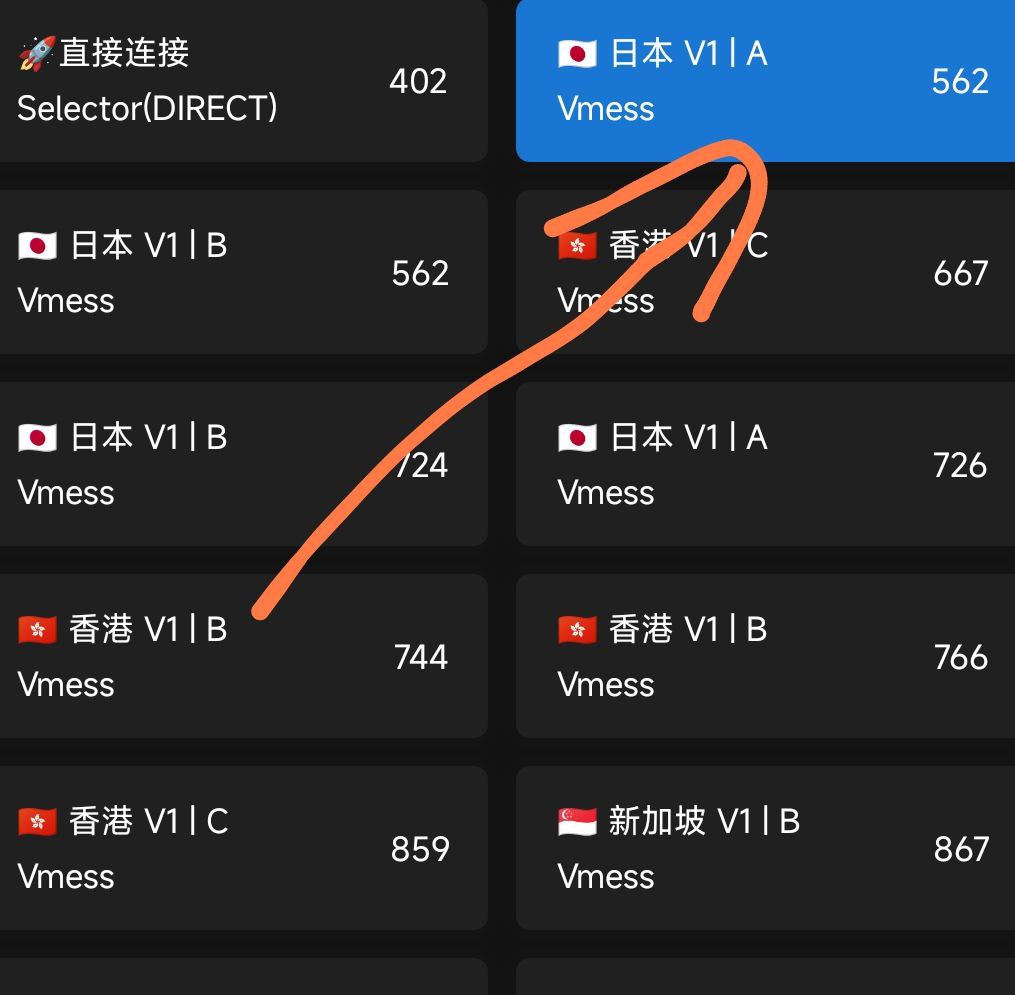 🚀直接连接
Selector(DIRECT)
402
🇯🇵 日本 V1 | A
Vmess
562
🇯🇵 日本 V1 | B
Vmess
562
🇭🇰 香港 V1 | C
Vmess
667
🇯🇵 日本 V1 | B
Vmess
724
🇯🇵 日本 V1 | A
Vmess
726
🇭🇰 香港 V1 | B
Vmess
744
🇭🇰 香港 V1 | B
Vmess
766
🇭🇰 香港 V1 | C
Vmess
859
🇸🇬 新加坡 V1 | B
Vmess
867